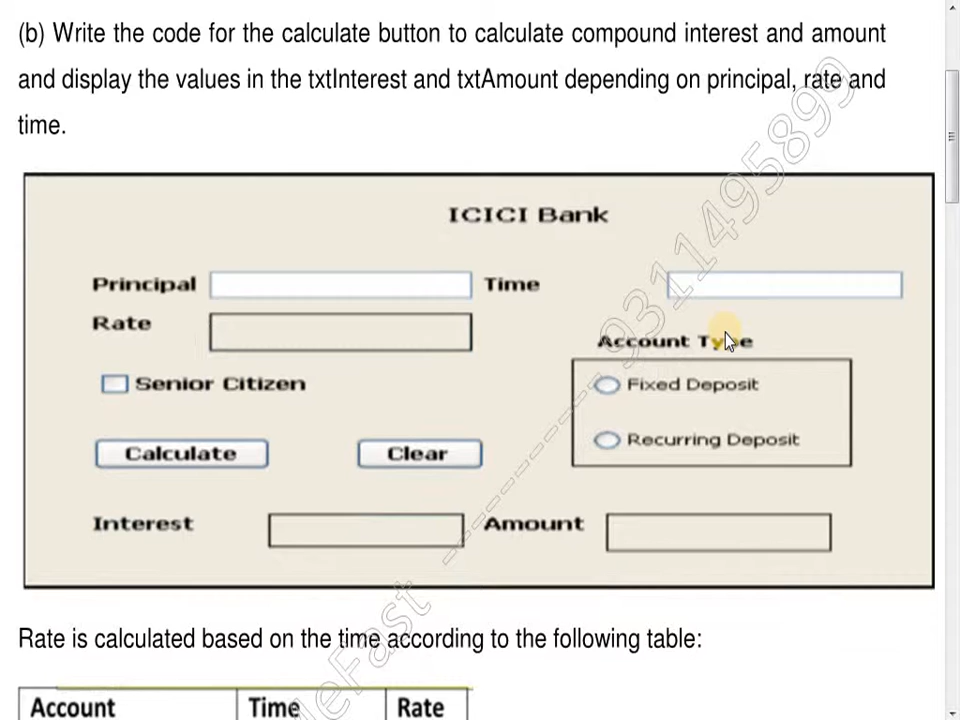 (b) Write the code for the calculate button to calculate compound interest and amount
and display the values in the txtInterest and txtAmount depending on principal, rate and
time.
ICICI Bank
Principal Time
Rate
Account Type
Senior Citizen Fixed Deposit
Recurring Deposit
Calculate Clear
Interest Amount
Rate is calculated based on the time according to the following table:
Account Time Rate
9311495899